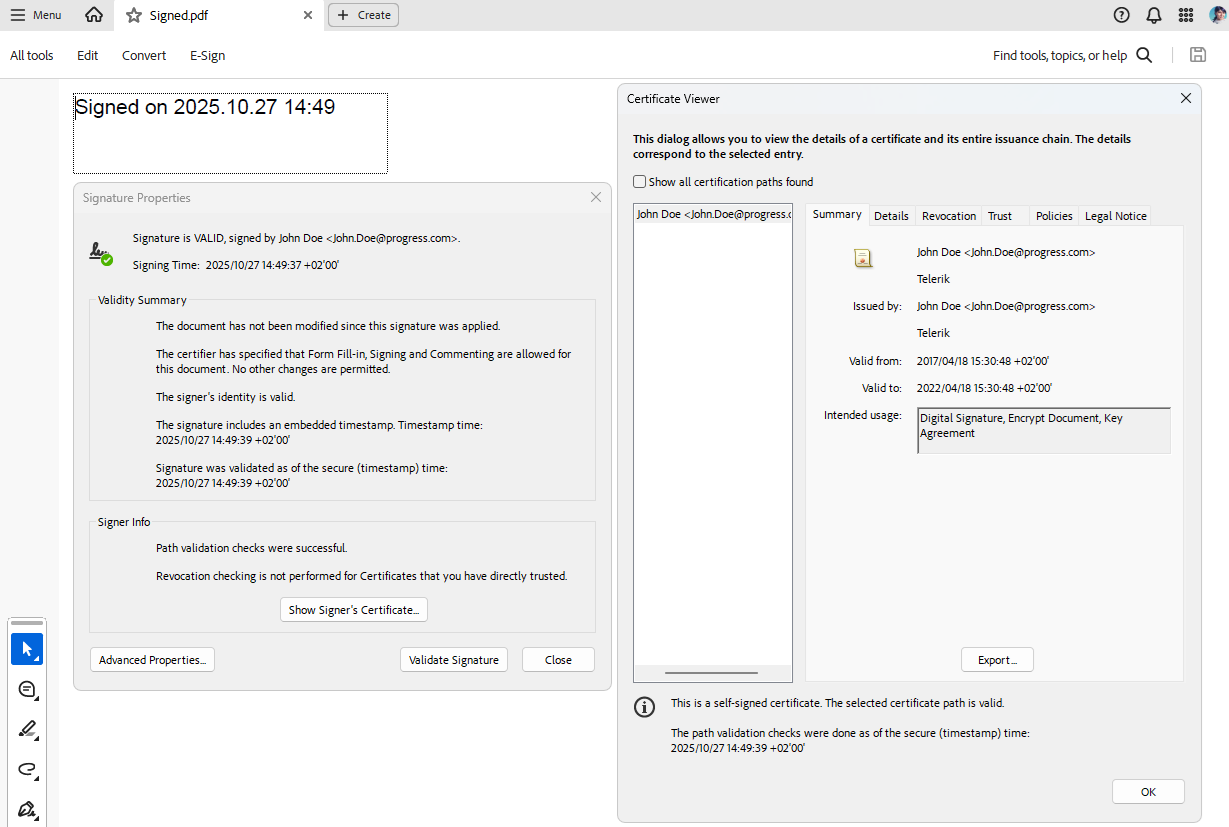 Menu
Signed.pdf
Create
All tools
Edit
Convert
E-Sign
Find tools, topics, or help
Signed on 2025.10.27 14:49
Signature Properties
Signature is VALID, signed by John Doe <John.Doe@progress.com>.
Signing Time: 2025/10/27 14:49:37 +02'00'
Validity Summary
The document has not been modified since this signature was applied.
The certifier has specified that Form Fill-in, Signing and Commenting are allowed for
this document. No other changes are permitted.
The signer's identity is valid.
The signature includes an embedded timestamp. Timestamp time:
2025/10/27 14:49:39 +02'00'
Signature was validated as of the secure (timestamp) time:
2025/10/27 14:49:39 +02'00'
Signer Info
Path validation checks were successful.
Revocation checking is not performed for Certificates that you have directly trusted.
Show Signer's Certificate...
Advanced Properties...
Validate Signature
Close
Certificate Viewer
This dialog allows you to view the details of a certificate and its entire issuance chain. The details
correspond to the selected entry.
Show all certification paths found
John Doe <John.Doe@progress.c
Summary
Details
Revocation
Trust
Policies
Legal Notice
John Doe <John.Doe@progress.com>
Telerik
Issued by: John Doe <John.Doe@progress.com>
Telerik
Valid from: 2017/04/18 15:30:48 +02'00'
Valid to: 2022/04/18 15:30:48 +02'00'
Intended usage: Digital Signature, Encrypt Document, Key
Agreement
Export...
This is a self-signed certificate. The selected certificate path is valid.
The path validation checks were done as of the secure (timestamp) time:
2025/10/27 14:49:39 +02'00'
OK